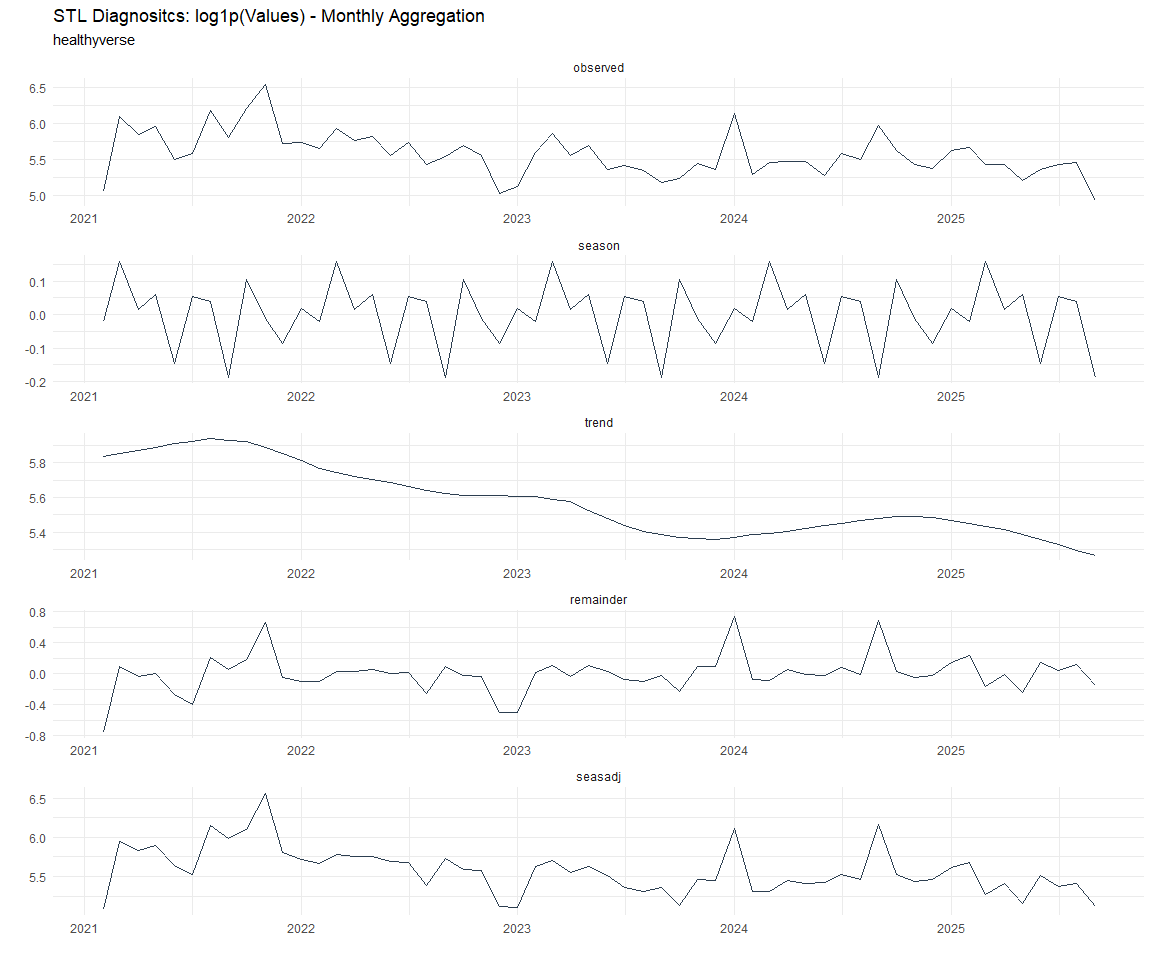 STL Diagnositcs: log1p(Values) - Monthly Aggregation
healthyverse
observed
6.5
6.0
5.5
5.0
2021 2022 2023 2024 2025
season
0.1
0.0
-0.1
-0.2
2021 2022 2023 2024 2025
trend
5.8
5.6
5.4
2021 2022 2023 2024 2025
remainder
0.8
0.4
0.0
-0.4
-0.8
2021 2022 2023 2024 2025
seasadj
6.5
6.0
5.5
2021 2022 2023 2024 2025